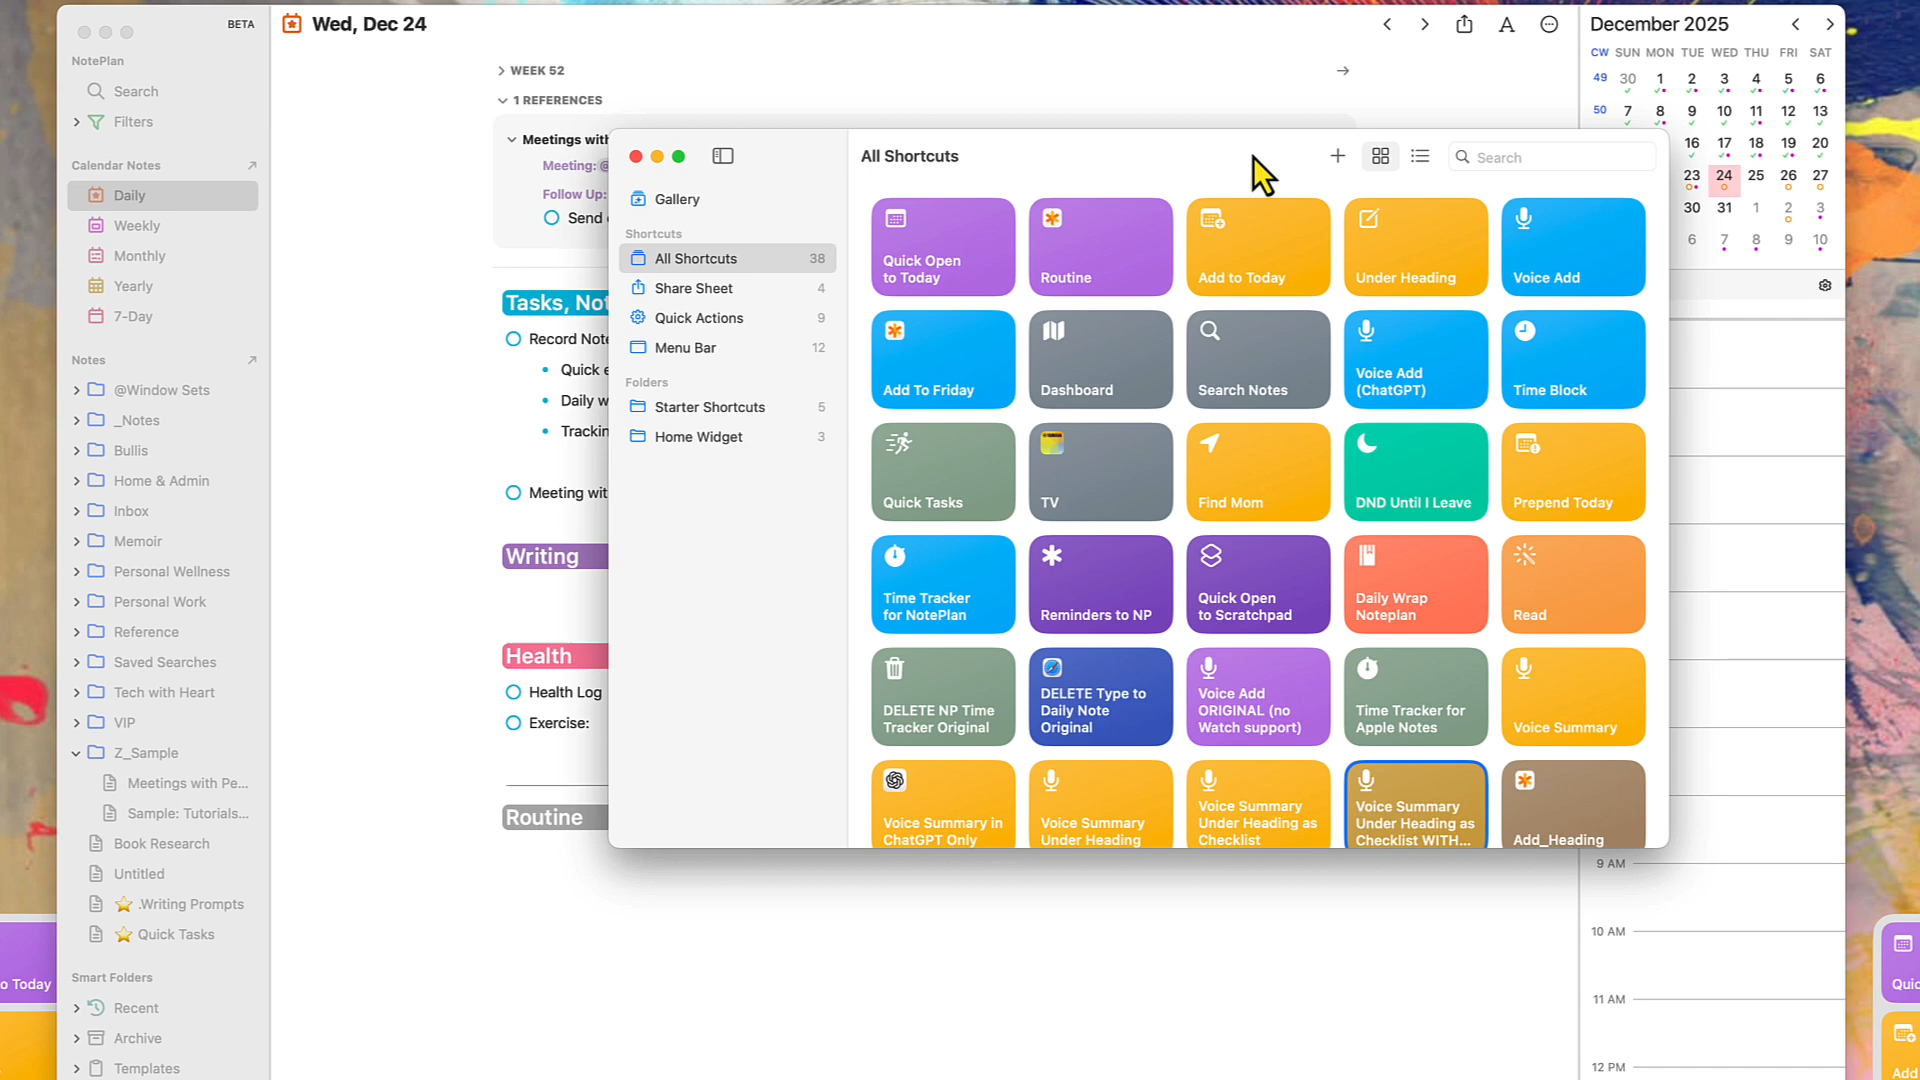 BETA
NotePlan
Search
Filters
Calendar Notes
Daily
Weekly
Monthly
Yearly
7-Day
Notes
@Window Sets
_Notes
Bullis
Home & Admin
Inbox
Memoir
Personal Wellness
Personal Work
Reference
Saved Searches
Tech with Heart
VIP
Z_Sample
Meetings with Pe...
Sample: Tutorials...
Book Research
Untitled
.Writing Prompts
Quick Tasks
Smart Folders
Recent
Archive
Templates
o Today
Wed, Dec 24
WEEK 52
1 REFERENCES
Meetings with
Meeting: @
Follow Up:
Send
Tasks, Not
Record Note
Quick e
Daily w
Trackin
Meeting wit
Writing
Health
Health Log
Exercise:
Routine
All Shortcuts
Search
Gallery
Shortcuts
All Shortcuts 38
Share Sheet 4
Quick Actions 9
Menu Bar 12
Folders
Starter Shortcuts 5
Home Widget 3
Quick Open
to Today
Routine
Add to Today
Under Heading
Voice Add
Add To Friday
Dashboard
Search Notes
Voice Add
(ChatGPT)
Time Block
Quick Tasks
TV
Find Mom
DND Until I Leave
Prepend Today
Time Tracker
for NotePlan
Reminders to NP
Quick Open
to Scratchpad
Daily Wrap
Noteplan
Read
DELETE NP Time
Tracker Original
DELETE Type to
Daily Note
Original
Voice Add
ORIGINAL (no
Watch support)
Time Tracker for
Apple Notes
Voice Summary
Voice Summary in
ChatGPT Only
Voice Summary
Under Heading
Voice Summary
Under Heading as
Checklist
Voice Summary
Under Heading as
Checklist WITH...
Add_Heading
December 2025
CW SUN MON TUE WED THU FRI SAT
49 30 1 2 3 4 5 6
50 7 8 9 10 11 12 13
16 17 18 19 20
23 24 25 26 27
30 31 1 2 3
6 7 8 9 10
9 AM
10 AM
11 AM
12 PM
Quic
Add